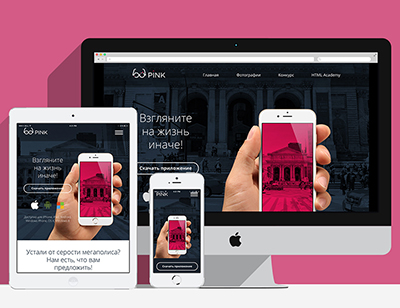 PINK
Главная Фотографии Конкурс HTML Academy
Взгляните
на жизнь
иначе!
Скачать приложение
PINK
Взгляните
на жизнь
иначе!
Скачать приложение
Устали от серости мегаполиса?
Нам есть, что вам
предложить!
PINK
Скачать приложение